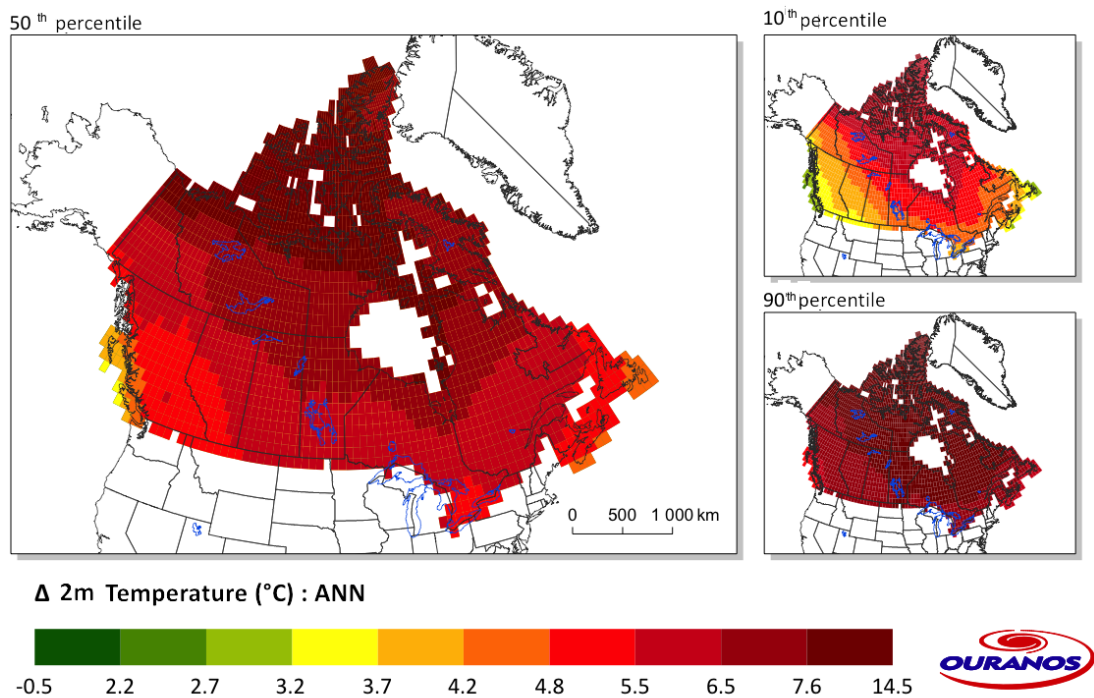 50 th percentile
10th percentile
90th percentile
0 500 1 000 km
Δ 2m Temperature (°C) : ANN
-0.5 2.2 2.7 3.2 3.7 4.2 4.8 5.5 6.5 7.6 14.5
OURANOS